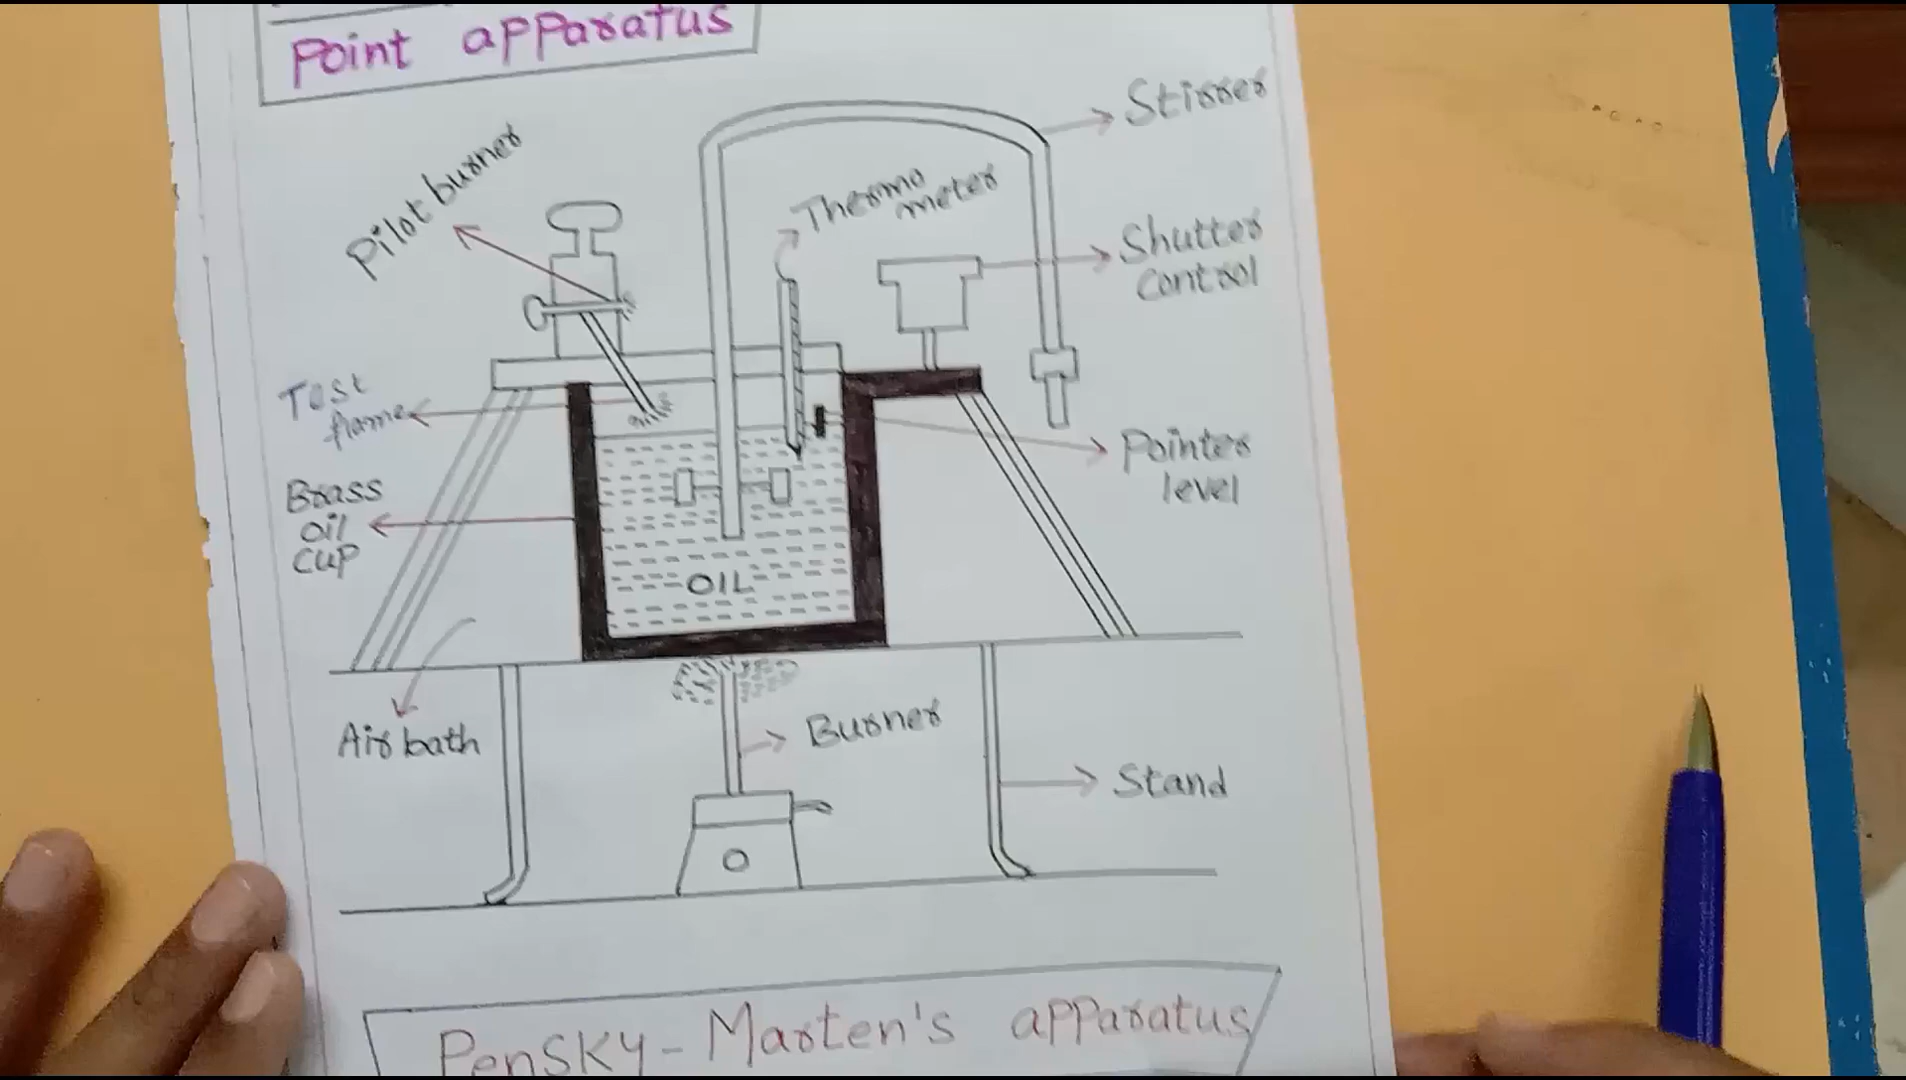 Point apparatus
Stirrer
Pilot burner
Thermo
meter
Shutter
control
Test
flame
Pointer
level
Brass
oil
cup
OIL
Air bath
Burner
Stand
Pensky-Marten's apparatus